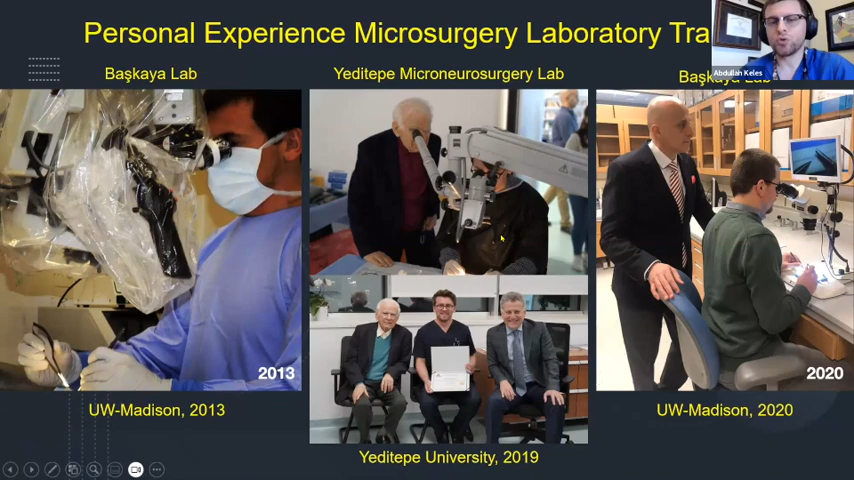 Personal Experience Microsurgery Laboratory Tra
Abdullah Keles
Başkaya Lab
Yeditepe Microneurosurgery Lab
Başkaya Lab
2013
2020
UW-Madison, 2013
UW-Madison, 2020
Yeditepe University, 2019